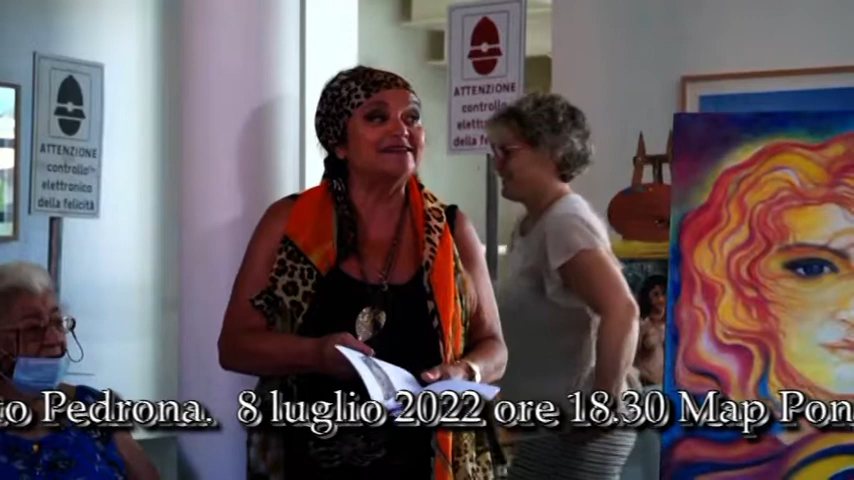 ATTENZIONE
controllo
elettronico
della felicità
ATTENZIONE
controllo
della
to Pedrona. 8 luglio 2022 ore 18.30 Map Pon